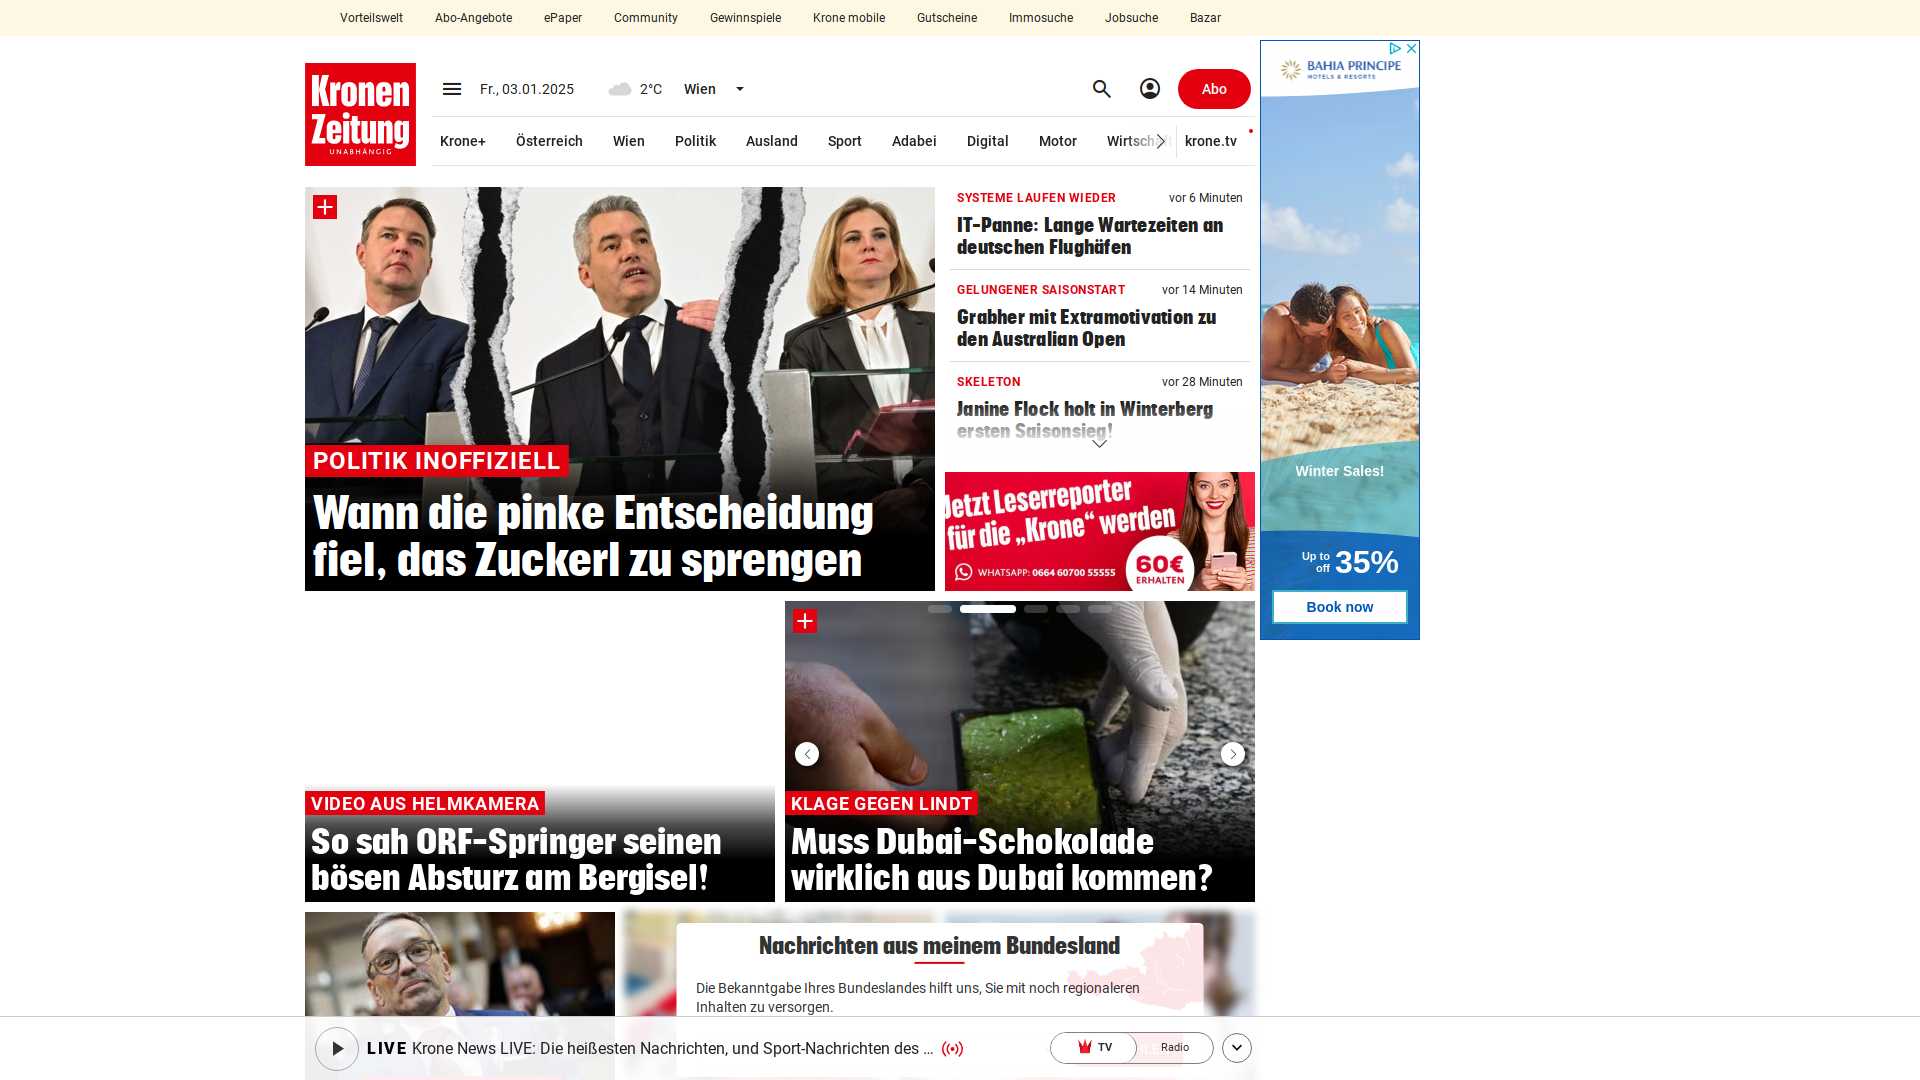 Vorteilswelt Abo-Angebote ePaper Community Gewinnspiele Krone mobile Gutscheine Immosuche Jobsuche Bazar
Kronen
Zeitung
UNABHÄNGIG
Fr., 03.01.2025 2°C Wien Abo
Krone+ Österreich Wien Politik Ausland Sport Adabei Digital Motor Wirtschaft krone.tv
POLITIK INOFFIZIELL
Wann die pinke Entscheidung
fiel, das Zuckerl zu sprengen
SYSTEME LAUFEN WIEDER vor 6 Minuten
IT-Panne: Lange Wartezeiten an
deutschen Flughäfen
GELUNGENER SAISONSTART vor 14 Minuten
Grabher mit Extramotivation zu
den Australian Open
SKELETON vor 28 Minuten
Janine Flock holt in Winterberg
ersten Saisonsieg!
Jetzt Leserreporter
für die „Krone“ werden
WHATSAPP: 0664 60700 55555
60€
ERHALTEN
BAHIA PRINCIPE
HOTELS & RESORTS
Winter Sales!
Up to
off 35%
Book now
VIDEO AUS HELMKAMERA
So sah ORF-Springer seinen
bösen Absturz am Bergisel!
KLAGE GEGEN LINDT
Muss Dubai-Schokolade
wirklich aus Dubai kommen?
Nachrichten aus meinem Bundesland
Die Bekanntgabe Ihres Bundeslandes hilft uns, Sie mit noch regionaleren
Inhalten zu versorgen.
LIVE Krone News LIVE: Die heißesten Nachrichten, und Sport-Nachrichten des ...
TV Radio